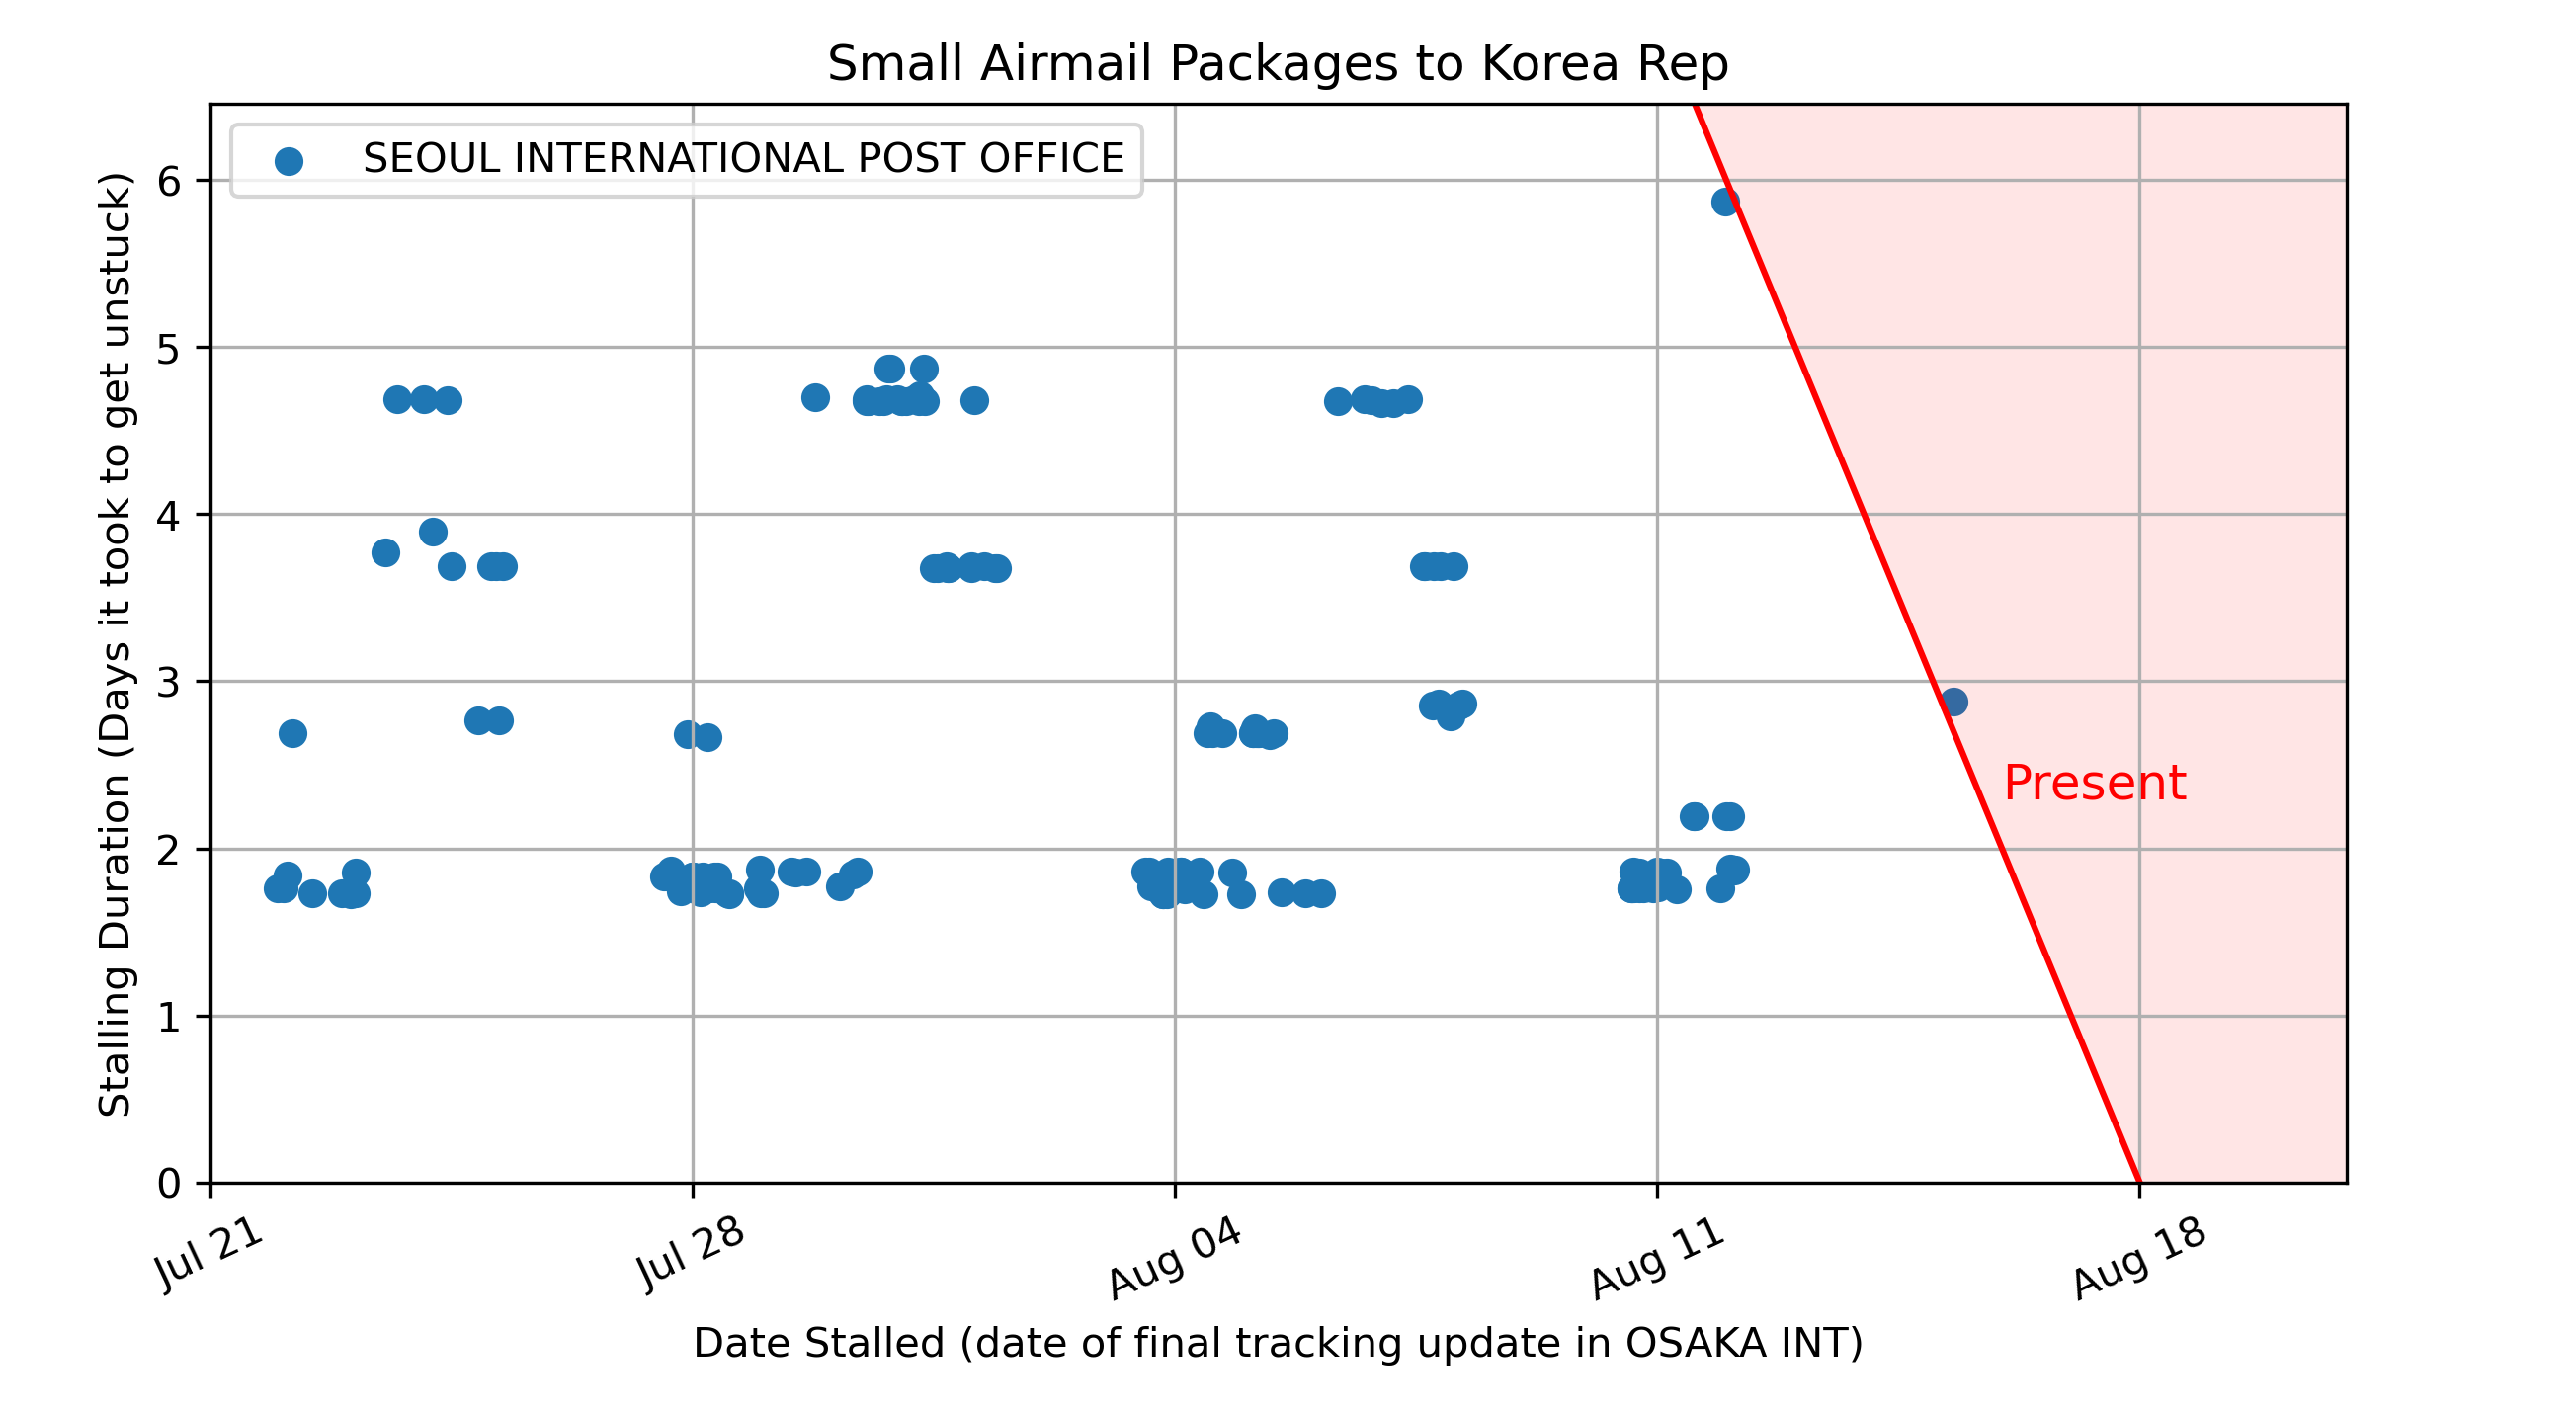 Small Airmail Packages to Korea Rep
SEOUL INTERNATIONAL POST OFFICE
Stalling Duration (Days it took to get unstuck)
6
5
4
3
2
1
0
Present
Jul 21
Jul 28
Aug 04
Aug 11
Aug 18
Date Stalled (date of final tracking update in OSAKA INT)